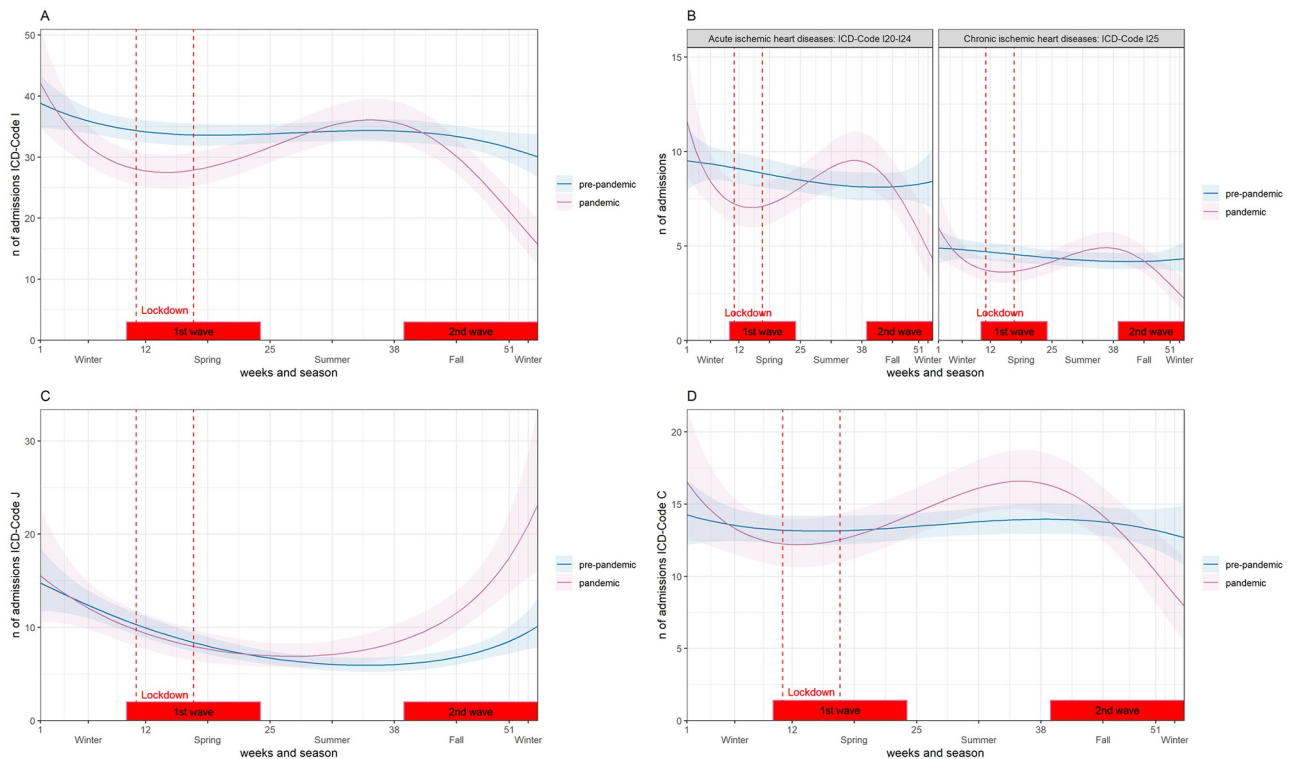 A
n of admissions ICD-Code I
50
40
30
20
10
0
Lockdown
1st wave
2nd wave
1 12 25 38 51
Winter Spring Summer Fall Winter
weeks and season
pre-pandemic
pandemic
B
Acute ischemic heart diseases: ICD-Code I20-I24
Chronic ischemic heart diseases: ICD-Code I25
n of admissions
15
10
5
0
Lockdown
1st wave
2nd wave
Lockdown
1st wave
2nd wave
1 12 25 38 51 1 12 25 38 51
Winter Spring Summer Fall Winter Winter Spring Summer Fall Winter
weeks and season
pre-pandemic
pandemic
C
n of admissions ICD-Code J
30
20
10
0
Lockdown
1st wave
2nd wave
1 12 25 38 51
Winter Spring Summer Fall Winter
weeks and season
pre-pandemic
pandemic
D
n of admissions ICD-Code C
20
15
10
5
0
Lockdown
1st wave
2nd wave
1 12 25 38 51
Winter Spring Summer Fall Winter
weeks and season
pre-pandemic
pandemic